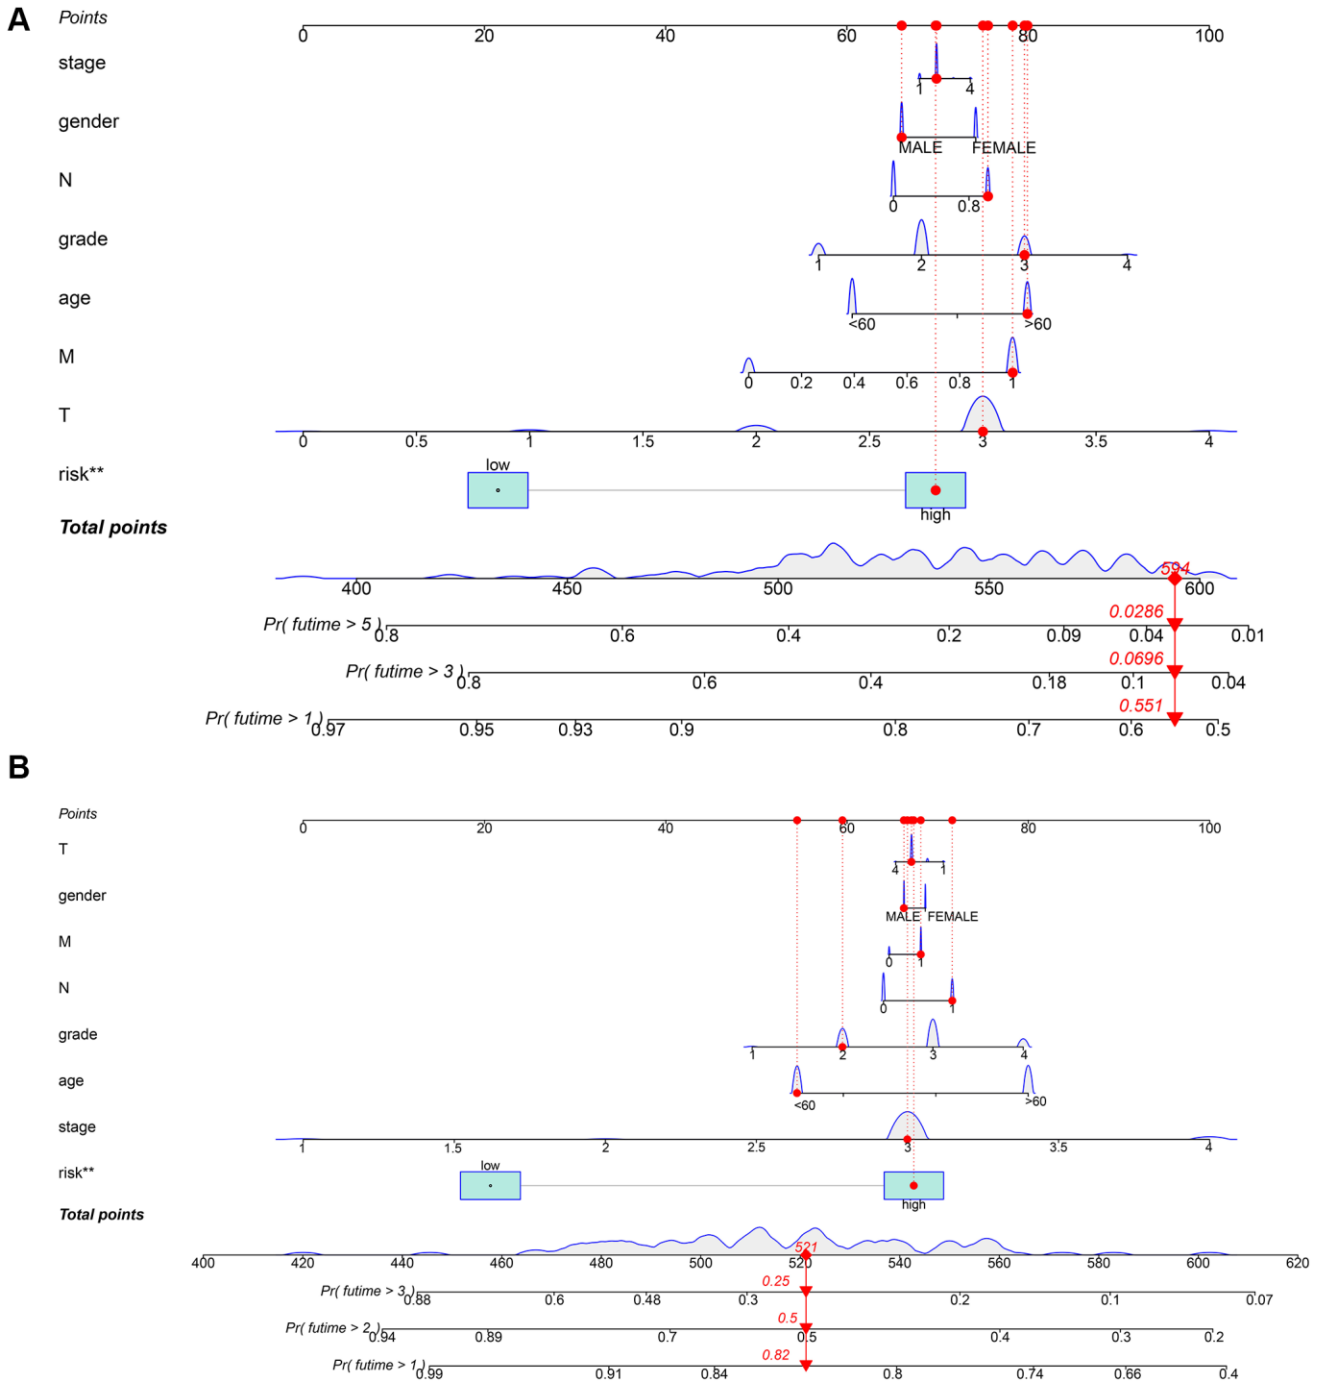 A
Points
0 20 40 60 80 100
stage
1 4
gender
MALE FEMALE
N
0 0.8
grade
1 2 3 4
age
<60 >60
M
0 0.2 0.4 0.6 0.8 1
T
0 0.5 1 1.5 2 2.5 3 3.5 4
low
risk**
high
Total points
594
400 450 500 550 600
0.0286
Pr( futime > 5 )
0.8 0.6 0.4 0.2 0.09 0.04 0.01
0.0696
Pr( futime > 3 )
0.8 0.6 0.4 0.18 0.1 0.04
0.551
Pr( futime > 1 )
0.97 0.95 0.93 0.9 0.8 0.7 0.6 0.5
B
Points
0 20 40 60 80 100
T
4 1
gender
MALE FEMALE
M
0 1
N
0 1
grade
1 2 3 4
age
<60 >60
stage
1 1.5 2 2.5 3 3.5 4
low
risk**
high
Total points
521
400 420 440 460 480 500 520 540 560 580 600 620
0.25
Pr( futime > 3 )
0.88 0.6 0.48 0.3 0.2 0.1 0.07
0.5
Pr( futime > 2 )
0.94 0.89 0.7 0.5 0.4 0.3 0.2
0.82
Pr( futime > 1 )
0.99 0.91 0.84 0.8 0.74 0.66 0.4